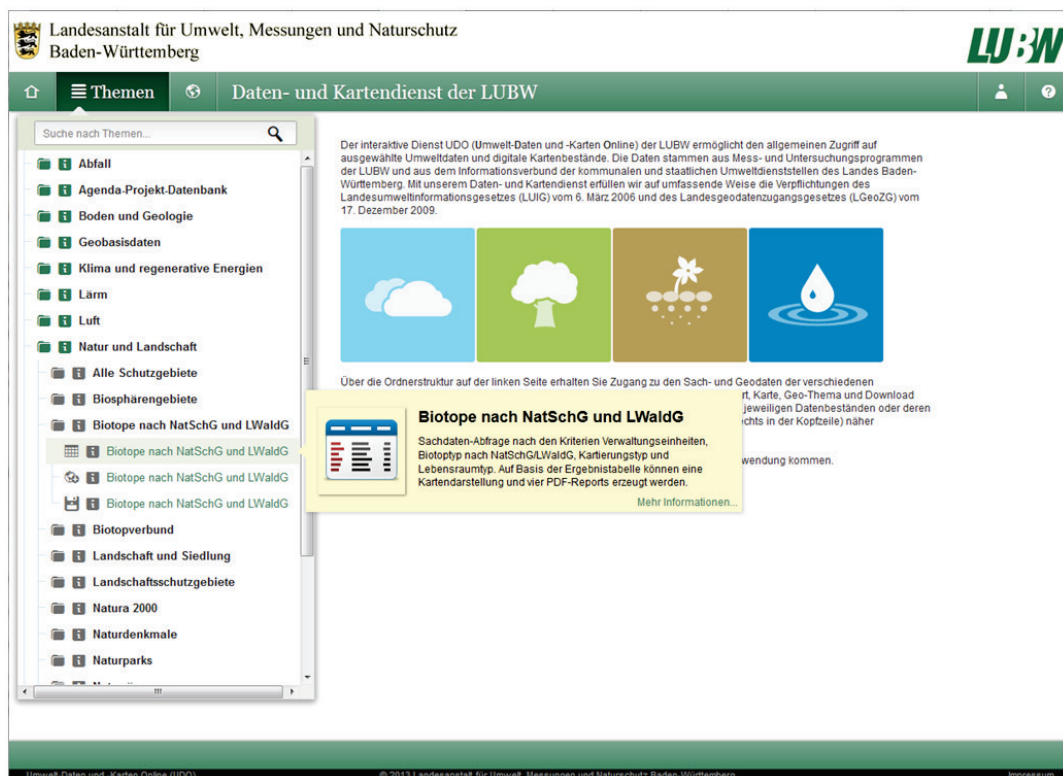 Landesanstalt für Umwelt, Messungen und Naturschutz
Baden-Württemberg
LUBW
Themen
Daten- und Kartendienst der LUBW
Suche nach Themen...
Abfall
Agenda-Projekt-Datenbank
Boden und Geologie
Geobasisdaten
Klima und regenerative Energien
Lärm
Luft
Natur und Landschaft
Alle Schutzgebiete
Biosphärengebiete
Biotope nach NatSchG und LWaldG
Biotope nach NatSchG und LWaldG
Biotope nach NatSchG und LWaldG
Biotope nach NatSchG und LWaldG
Biotopverbund
Landschaft und Siedlung
Landschaftsschutzgebiete
Natura 2000
Naturdenkmale
Naturparks
Der interaktive Dienst UDO (Umwelt-Daten und -Karten Online) der LUBW ermöglicht den allgemeinen Zugriff auf
ausgewählte Umweltdaten und digitale Kartenbestände. Die Daten stammen aus Mess- und Untersuchungsprogrammen
der LUBW und aus dem Informationsverbund der kommunalen und staatlichen Umweltdienststellen des Landes Baden-
Württemberg. Mit unserem Daten- und Kartendienst erfüllen wir auf umfassende Weise die Verpflichtungen des
Landesumweltinformationsgesetzes (LUIG) vom 6. März 2006 und des Landesgeodatenzugangsgesetzes (LGeoZG) vom
17. Dezember 2009.
Über die Ordnerstruktur auf der linken Seite erhalten Sie Zugang zu den Sach- und Geodaten der verschiedenen
rt, Karte, Geo-Thema und Download
jeweiligen Datenbeständen oder deren
echts in der Kopfzeile) näher
wendung kommen.
Biotope nach NatSchG und LWaldG
Sachdaten-Abfrage nach den Kriterien Verwaltungseinheiten,
Biotoptyp nach NatSchG/LWaldG, Kartierungstyp und
Lebensraumtyp. Auf Basis der Ergebnistabelle können eine
Kartendarstellung und vier PDF-Reports erzeugt werden.
Mehr Informationen...
Umwelt-Daten und -Karten Online (UDO)
© 2013 Landesanstalt für Umwelt, Messungen und Naturschutz Baden-Württemberg
Impressum